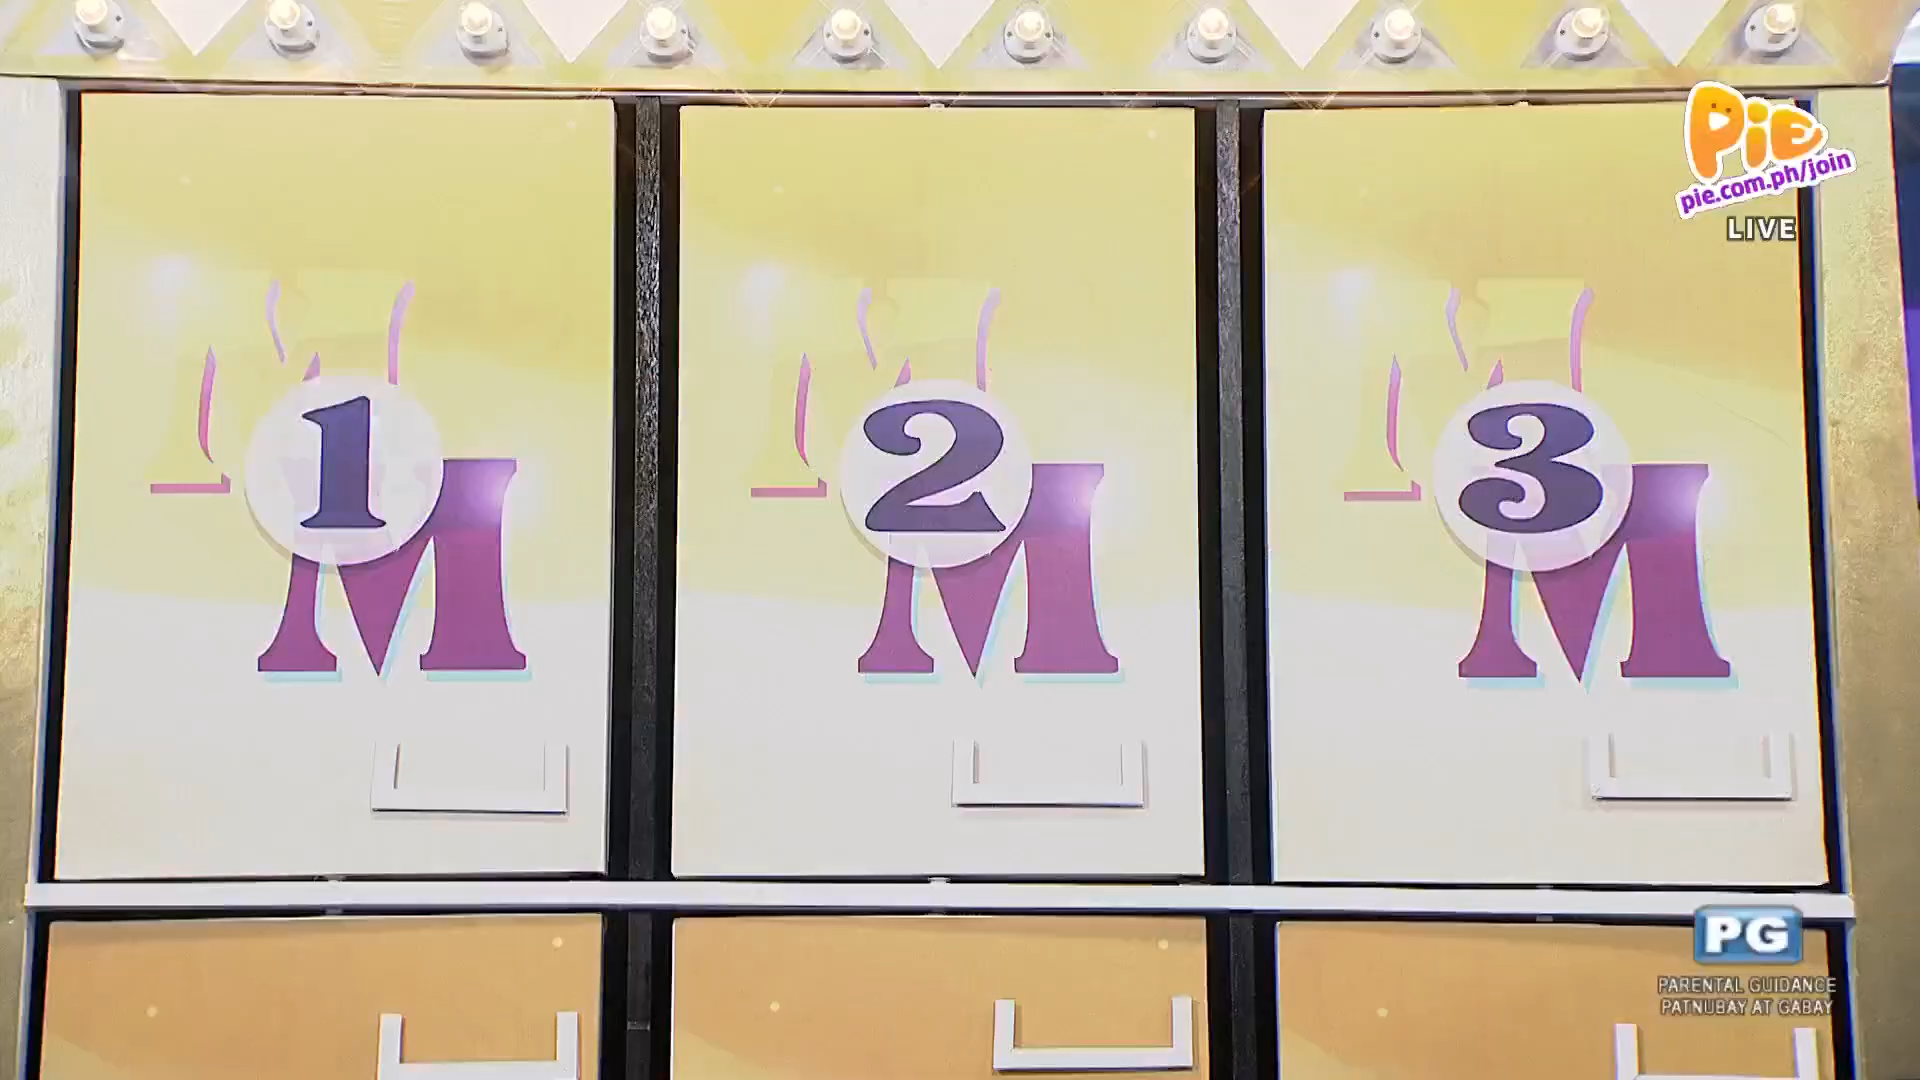 Pie
pie.com.ph/join
LIVE
1
2
3
M
M
M
PG
PARENTAL GUIDANCE
PATNUBAY AT GABAY